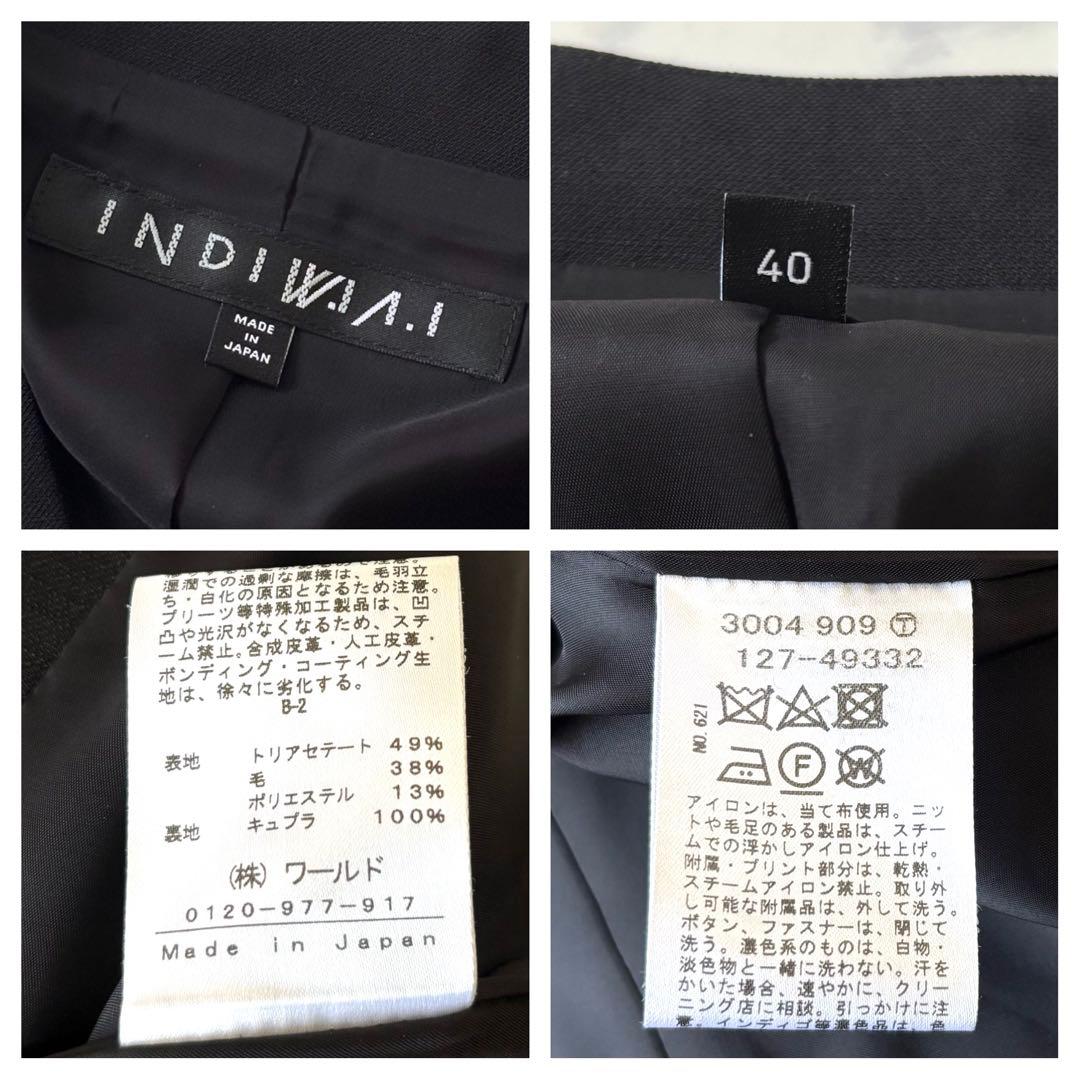 INDIVI V.A.I
MADE
IN
JAPAN
40
湿潤での過剰な摩擦は、毛羽立
ち・白化の原因となるため注意。
プリーツ等特殊加工製品は、凹
凸や光沢がなくなるため、スチ
ーム禁止。合成皮革・人工皮革・
ボンディング・コーティング生
地は、徐々に劣化する。
B-2
表地 トリアセテート 49%
毛 38%
ポリエステル 13%
裏地 キュプラ 100%
(株) ワールド
0120-977-917
Made in Japan
3004 909 Ⓣ
127-49332
NO.621
F
W
アイロンは、当て布使用。ニッ
トや毛足のある製品は、スチー
ムでの浮かしアイロン仕上げ。
附属・プリント部分は、乾熱・
スチームアイロン禁止。取り外
し可能な附属品は、外して洗う。
ボタン、ファスナーは、閉じて
洗う。濃色系のものは、白物・
淡色物と一緒に洗わない。汗を
かいた場合、速やかに、クリー
ニング店に相談。引っかけに注
意。インディゴ等濃色品は、色